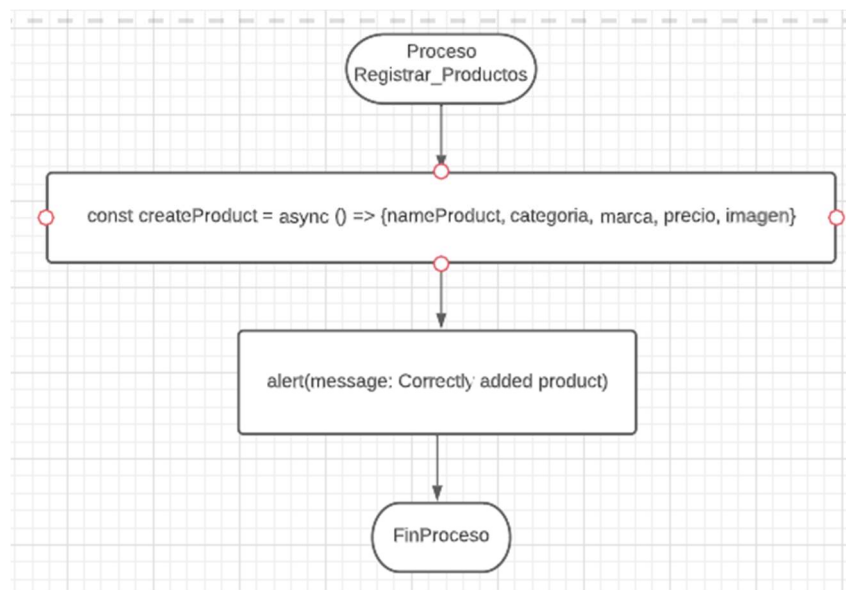 Proceso
Registrar_Productos
const createProduct = async () => {nameProduct, categoria, marca, precio, imagen}
alert(message: Correctly added product)
FinProceso